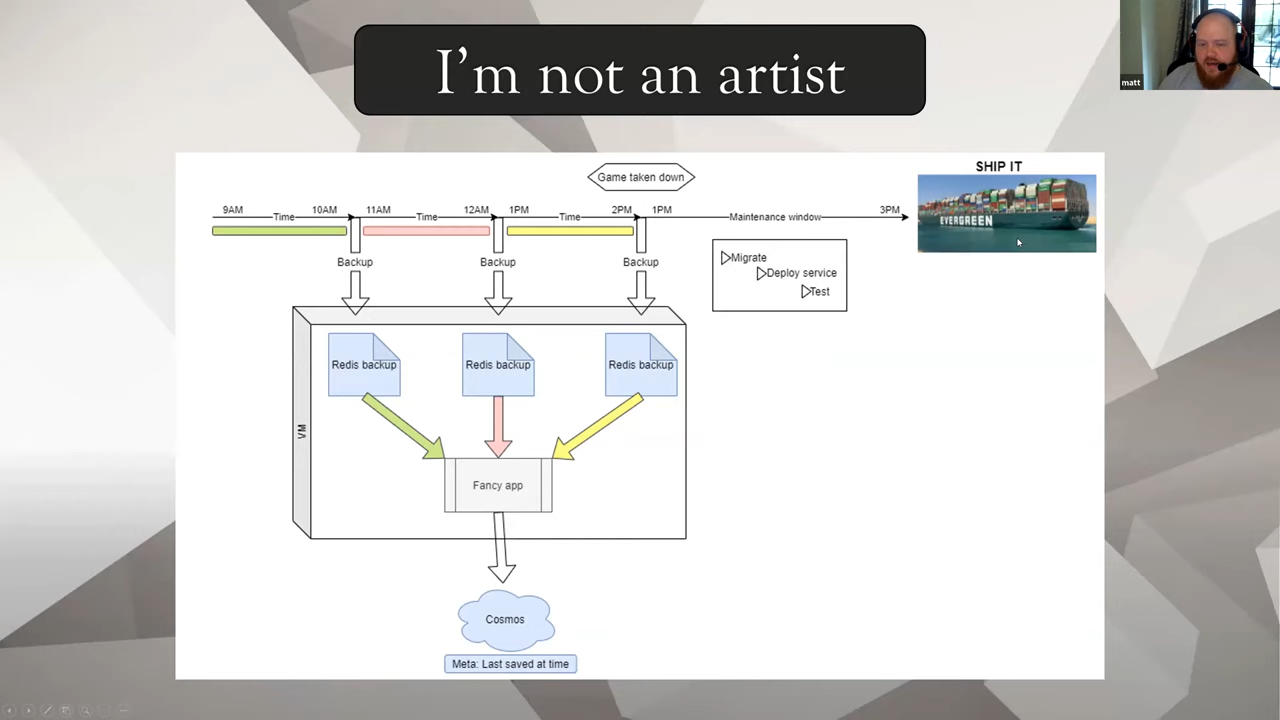 I'm not an artist
matt
SHIP IT
EVERGREEN
Game taken down
9AM Time 10AM 11AM Time 12AM 1PM Time 2PM 1PM Maintenance window 3PM
Backup Backup Backup
Migrate
Deploy service
Test
Redis backup Redis backup Redis backup
VM
Fancy app
Cosmos
Meta: Last saved at time